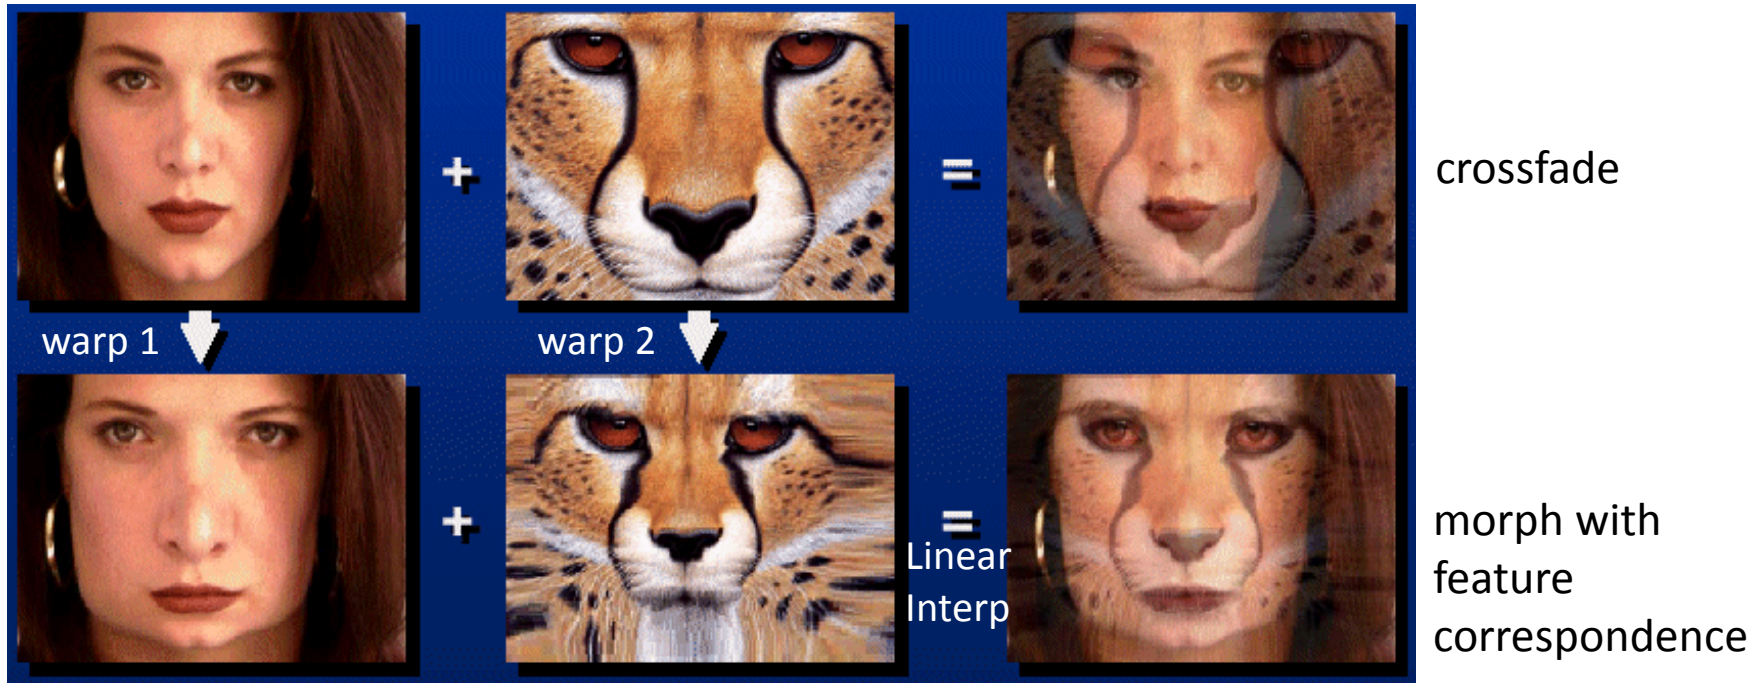 +
=
crossfade
warp 1
warp 2
+
=
Linear
Interp
morph with
feature
correspondence